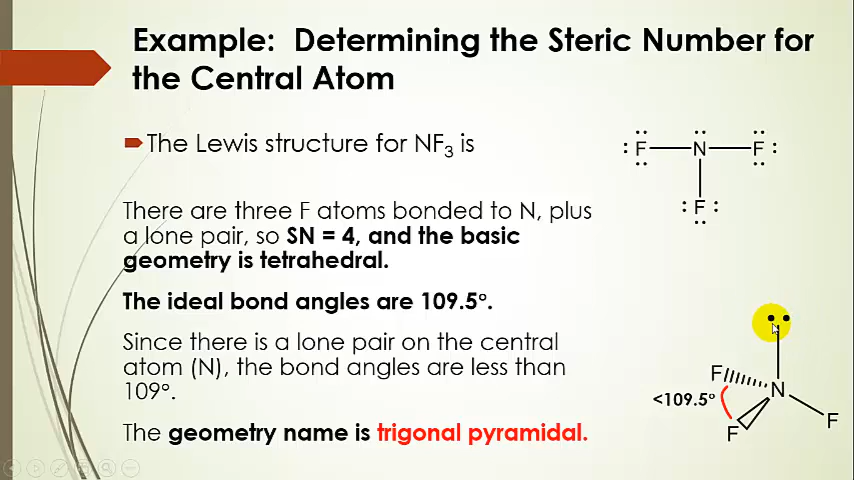 Example:  Determining the Steric Number for
the Central Atom
The Lewis structure for NF₃ is
:F—N—F:
:F:
There are three F atoms bonded to N, plus
a lone pair, so SN = 4, and the basic
geometry is tetrahedral.
The ideal bond angles are 109.5°.
Since there is a lone pair on the central
atom (N), the bond angles are less than
109°.
The geometry name is trigonal pyramidal.
F
N
<109.5°
F
F